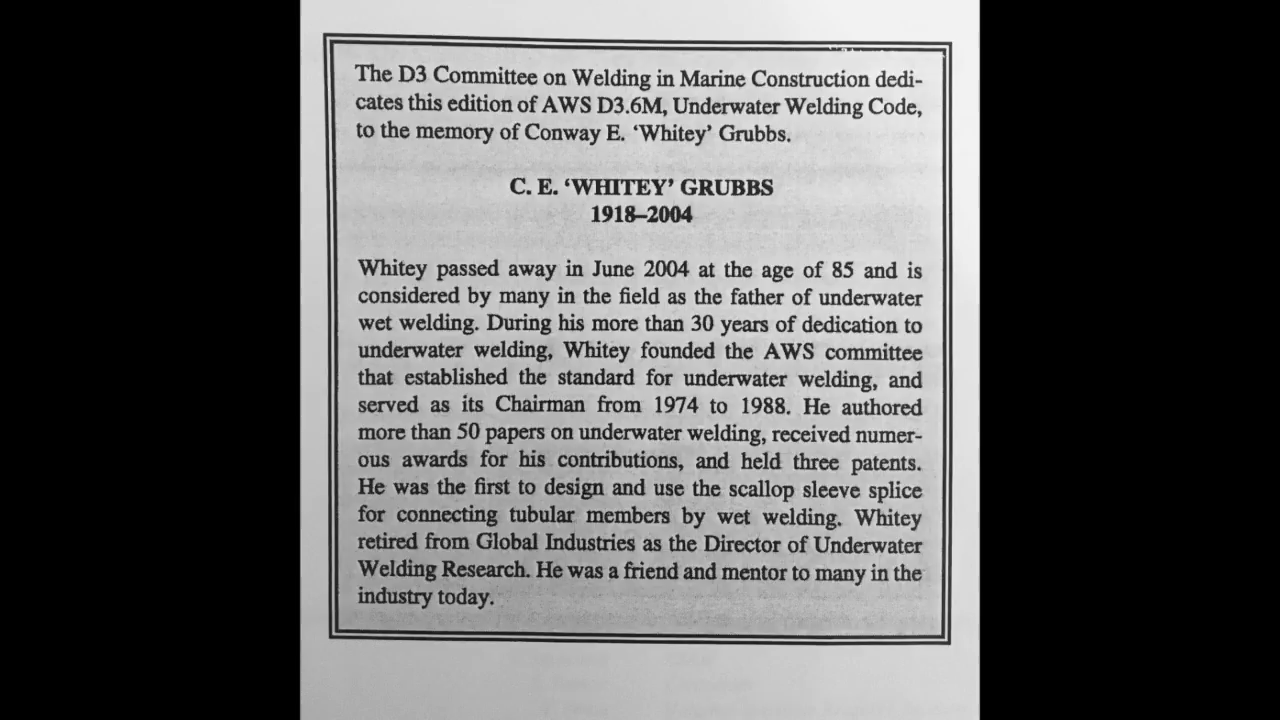 The D3 Committee on Welding in Marine Construction dedi-
cates this edition of AWS D3.6M, Underwater Welding Code,
to the memory of Conway E. ‘Whitey’ Grubbs.
C. E. ‘WHITEY’ GRUBBS
1918–2004
Whitey passed away in June 2004 at the age of 85 and is
considered by many in the field as the father of underwater
wet welding. During his more than 30 years of dedication to
underwater welding, Whitey founded the AWS committee
that established the standard for underwater welding, and
served as its Chairman from 1974 to 1988. He authored
more than 50 papers on underwater welding, received numer-
ous awards for his contributions, and held three patents.
He was the first to design and use the scallop sleeve splice
for connecting tubular members by wet welding. Whitey
retired from Global Industries as the Director of Underwater
Welding Research. He was a friend and mentor to many in the
industry today.